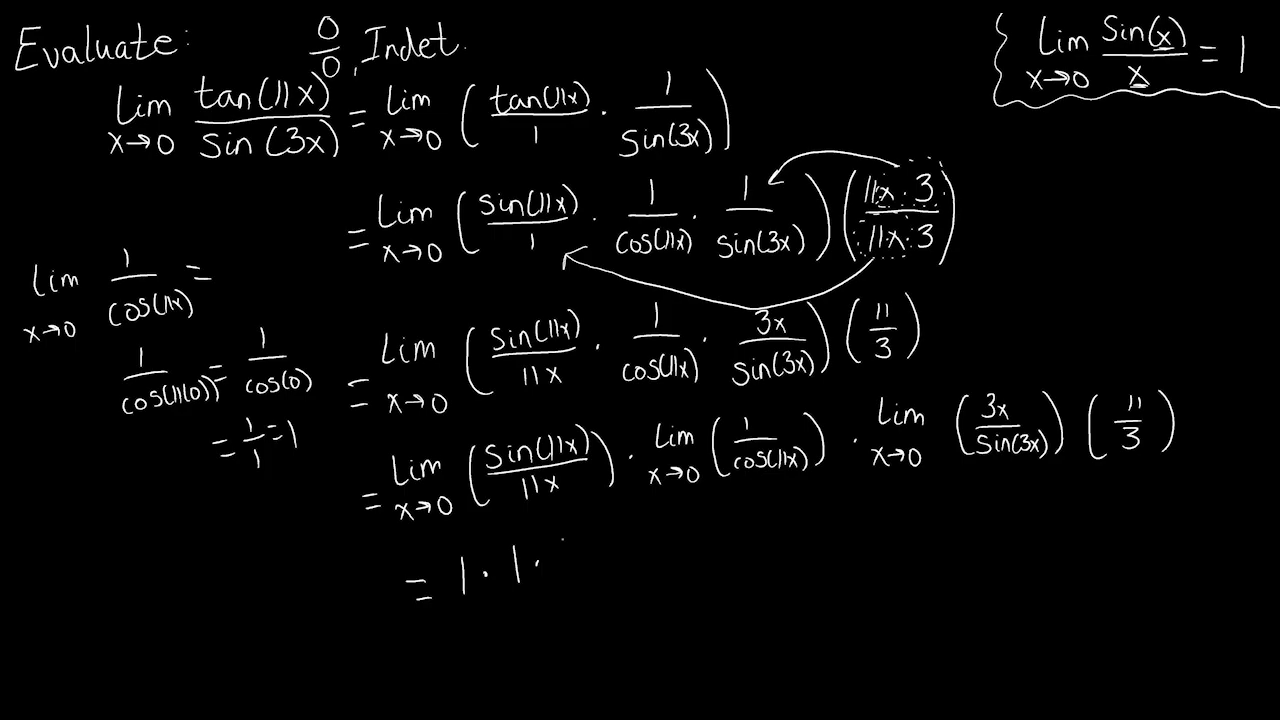 Evaluate: 0/0, Indet.
Lim x→0 tan(11x)/sin(3x) = Lim x→0 (tan(11x)/1 · 1/sin(3x))
Lim x→0 sin(x)/x = 1
= Lim x→0 (sin(11x)/1 · 1/cos(11x) · 1/sin(3x)) (11x·3/11x·3)
Lim x→0 1/cos(11x) =
1/cos(11(0)) = 1/cos(0)
= 1/1 = 1
= Lim x→0 (sin(11x)/11x · 1/cos(11x) · 3x/sin(3x)) (11/3)
= Lim x→0 (sin(11x)/11x) · Lim x→0 (1/cos(11x)) · Lim x→0 (3x/sin(3x)) (11/3)
= 1 · 1 ·